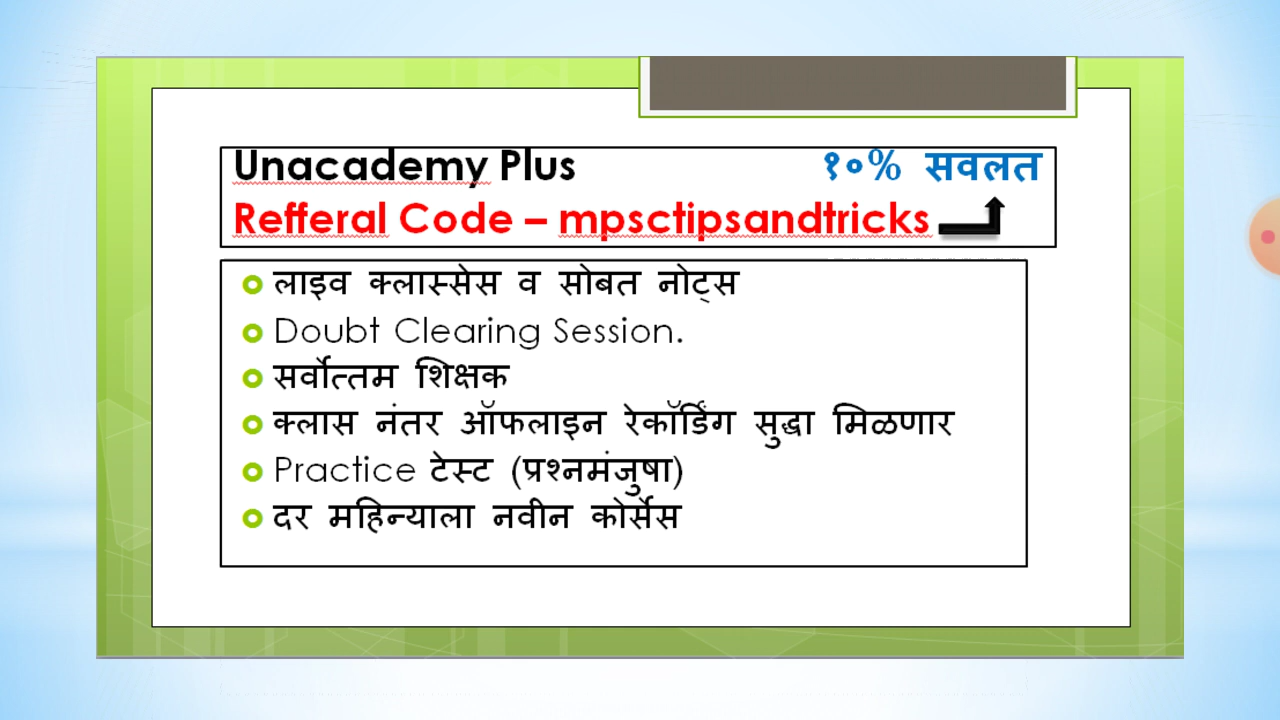 Unacademy Plus १०% सवलत
Refferal Code – mpsctipsandtricks
लाइव क्लास्सेस व सोबत नोट्स
Doubt Clearing Session.
सर्वोत्तम शिक्षक
क्लास नंतर ऑफलाइन रेकॉर्डिंग सुद्धा मिळणार
Practice टेस्ट (प्रश्नमंजुषा)
दर महिन्याला नवीन कोर्सेस